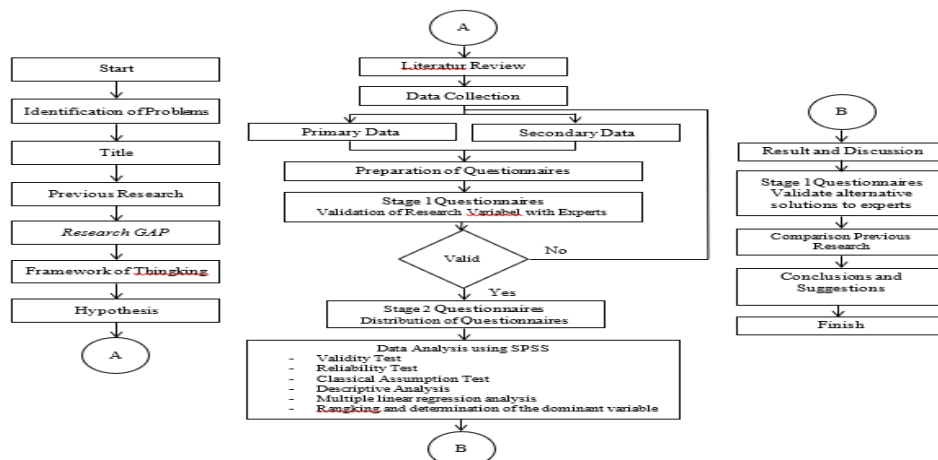 Start
Identification of Problems
Title
Previous Research
Research GAP
Framework of Thingking
Hypothesis
A
A
Literatur Review
Data Collection
Primary Data
Secondary Data
Preparation of Questionnaires
Stage 1 Questionnaires
Validation of Research Variabel with Experts
Valid
No
Yes
Stage 2 Questionnaires
Distribution of Questionnaires
Data Analysis using SPSS
- Validity Test
- Reliability Test
- Classical Assumption Test
- Descriptive Analysis
- Multiple linear regression analysis
- Rangking and determination of the dominant variable
B
B
Result and Discussion
Stage 1 Questionnaires
Validate alternative
solutions to experts
Comparison Previous
Research
Conclusions and
Suggestions
Finish